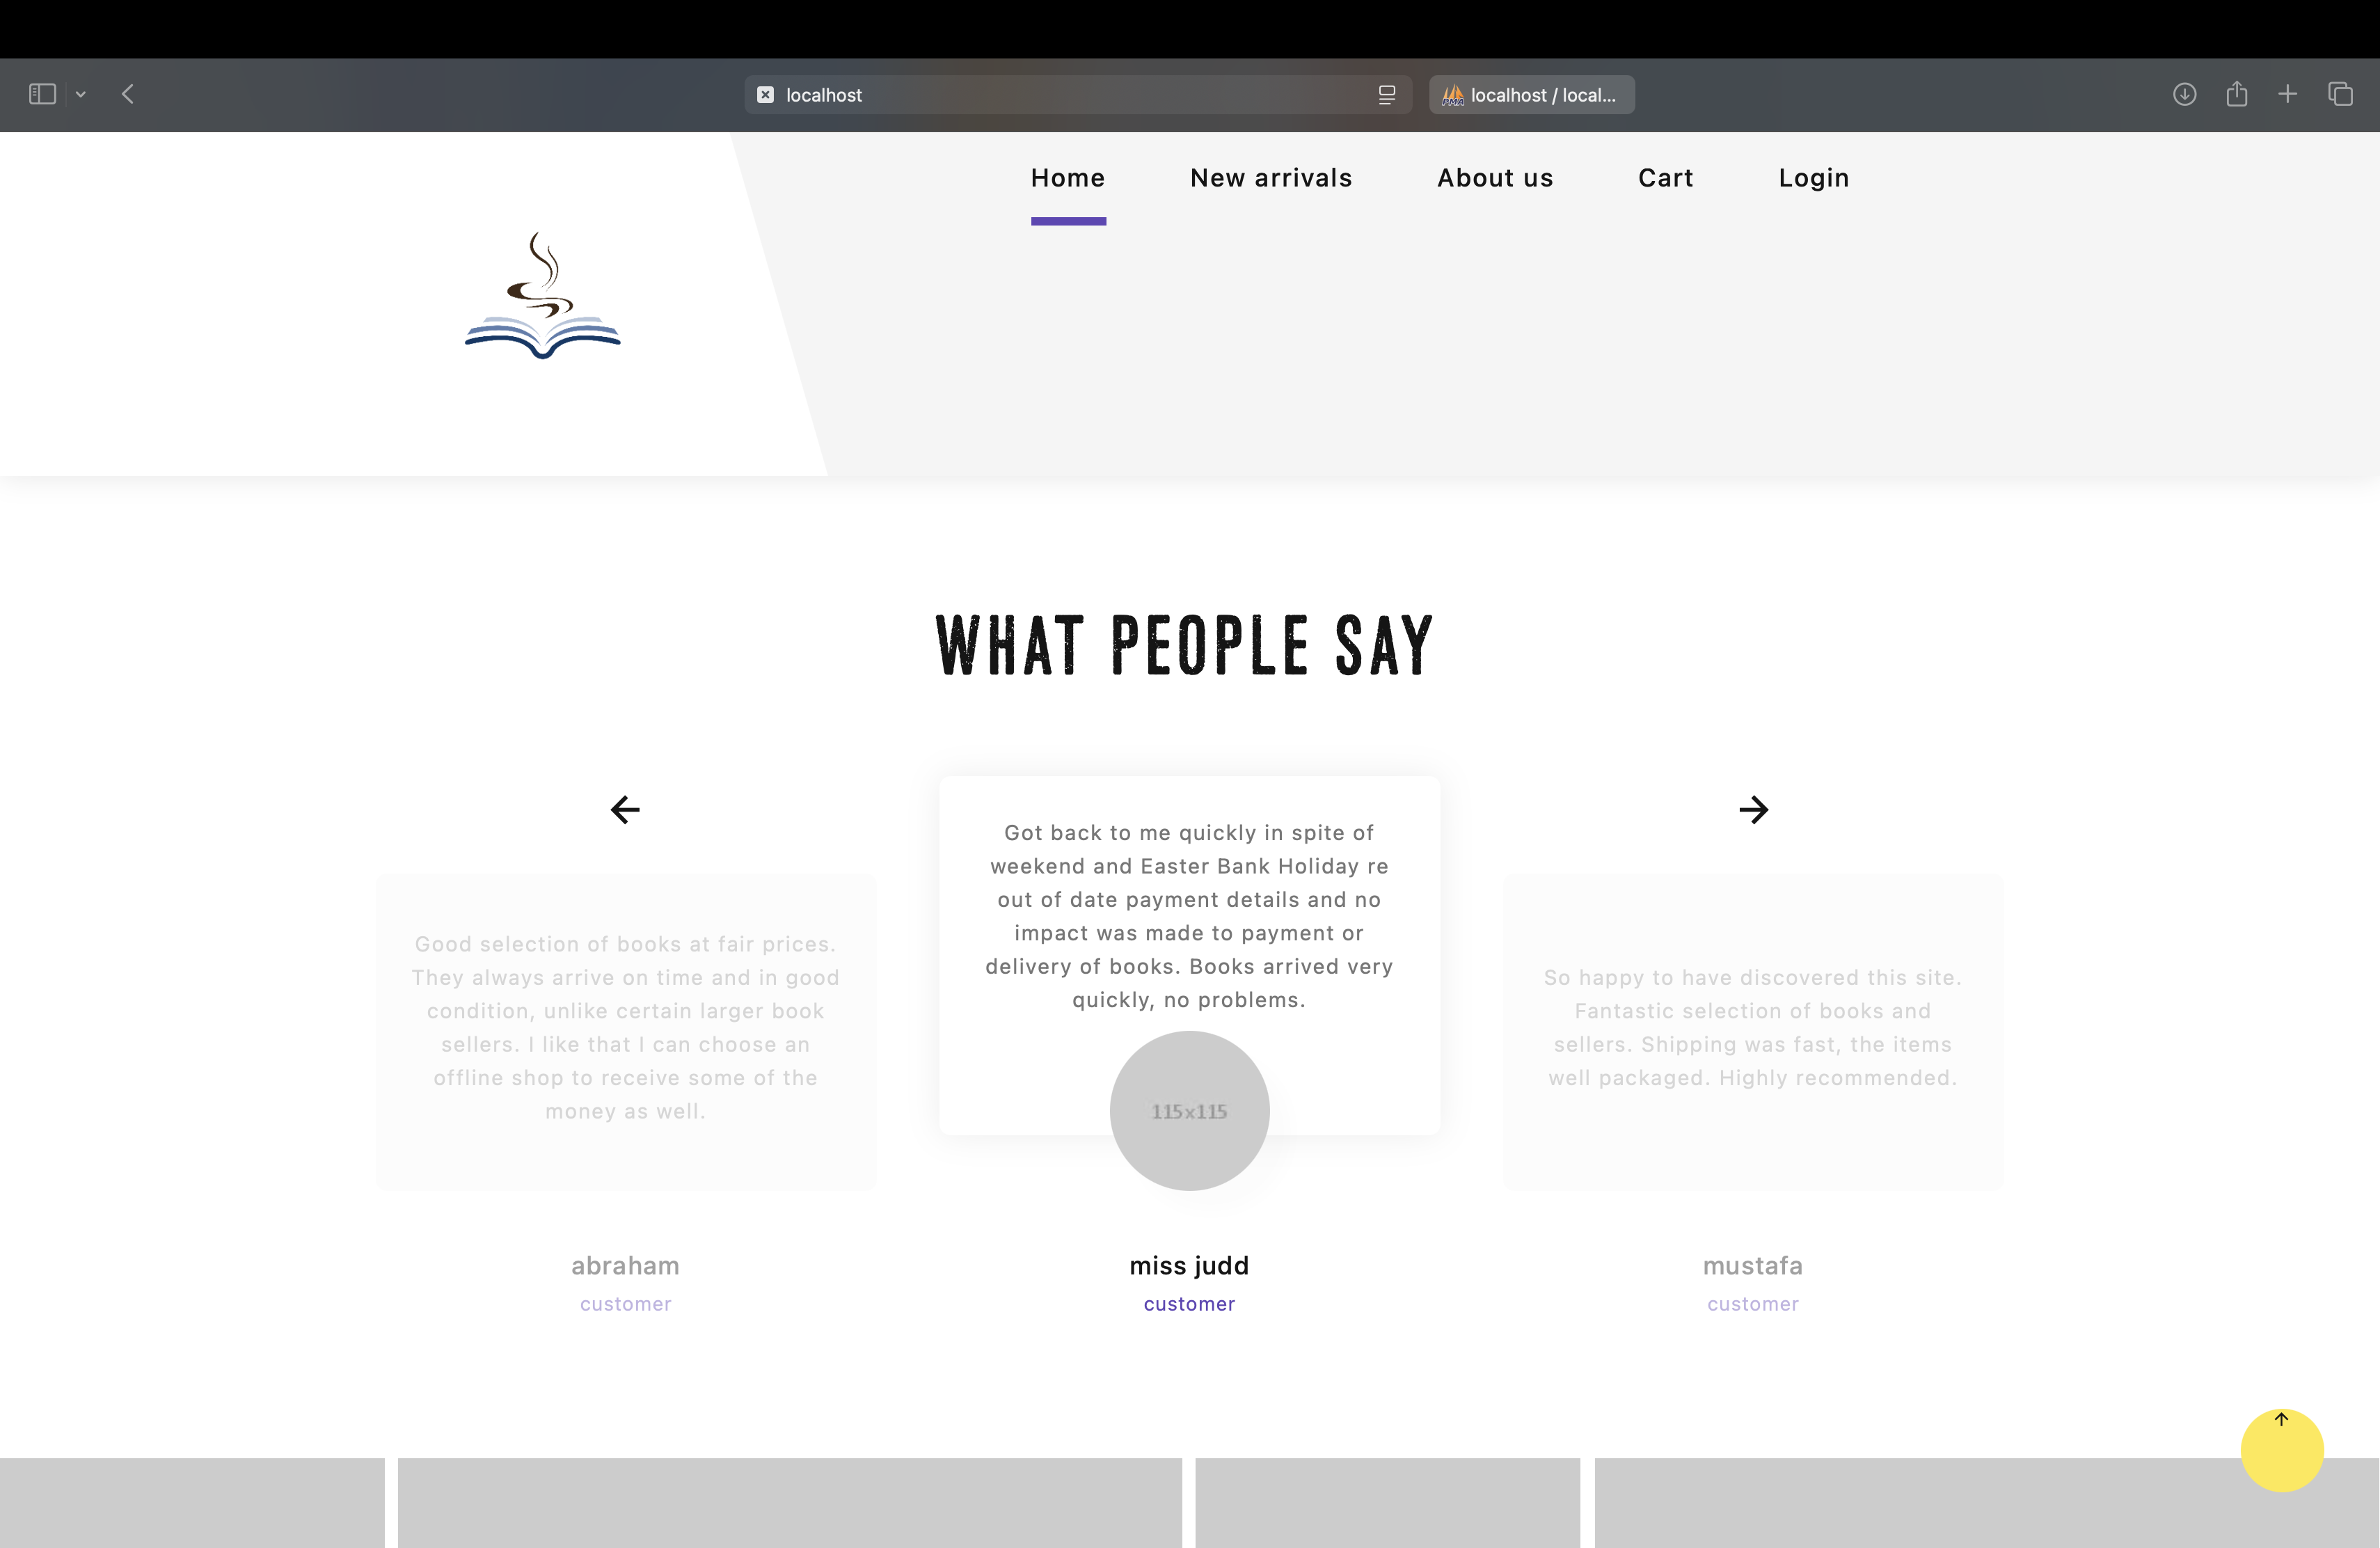 localhost
PMA
localhost / local...
Home
New arrivals
About us
Cart
Login
WHAT PEOPLE SAY
Good selection of books at fair prices.
They always arrive on time and in good
condition, unlike certain larger book
sellers. I like that I can choose an
offline shop to receive some of the
money as well.
abraham
customer
Got back to me quickly in spite of
weekend and Easter Bank Holiday re
out of date payment details and no
impact was made to payment or
delivery of books. Books arrived very
quickly, no problems.
115x115
miss judd
customer
So happy to have discovered this site.
Fantastic selection of books and
sellers. Shipping was fast, the items
well packaged. Highly recommended.
mustafa
customer